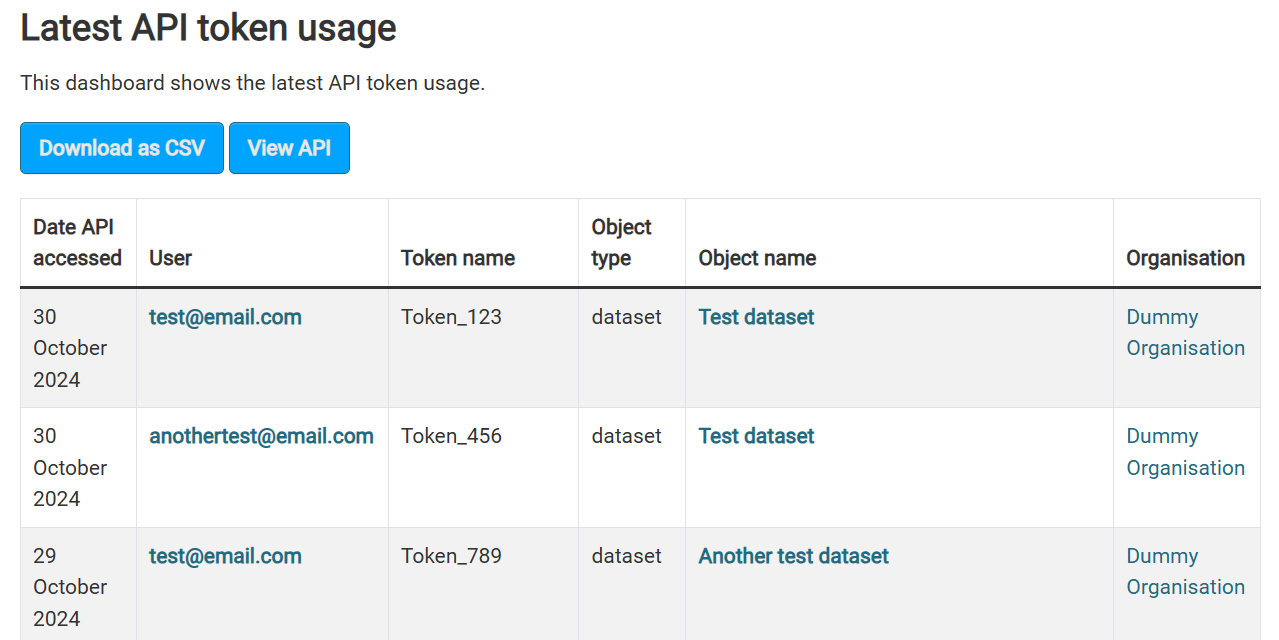 Latest API token usage
This dashboard shows the latest API token usage.
Download as CSV View API
Date API accessed User Token name Object type Object name Organisation
30 October 2024 test@email.com Token_123 dataset Test dataset Dummy Organisation
30 October 2024 anothertest@email.com Token_456 dataset Test dataset Dummy Organisation
29 October 2024 test@email.com Token_789 dataset Another test dataset Dummy Organisation